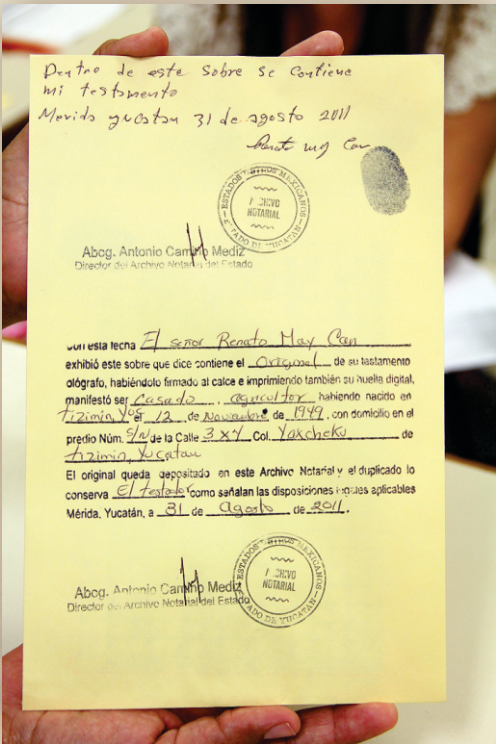 Dentro de este sobre se contiene
mi testamento
Merida yucatan 31 de agosto 2011
ESTADOS UNIDOS MEXICANOS
ARCHIVO
NOTARIAL
ESTADO DE YUCATAN
Abog. Antonio Camino Mediz
Director del Archivo Notarial del Estado
Con esta fecha El señor Renato May Can
exhibió este sobre que dice contiene el Original de su testamento
ológrafo, habiéndolo firmado al calce e imprimiendo también su huella digital,
manifestó ser Casado, agricultor habiendo nacido en
tizimin, Yuc el 12 de Noviembre de 1949, con domicilio en el
predio Núm. S/N de la Calle 3 x 4 Col. Yaxcheku de
tizimin, Yucatan
El original queda depositado en este Archivo Notarial y el duplicado lo
conserva El testador como señalan las disposiciones legales aplicables
Mérida, Yucatán, a 31 de agosto de 2011.
ESTADOS UNIDOS MEXICANOS
ARCHIVO
NOTARIAL
ESTADO DE YUCATAN
Abog. Antonio Camino Mediz
Director del Archivo Notarial del Estado